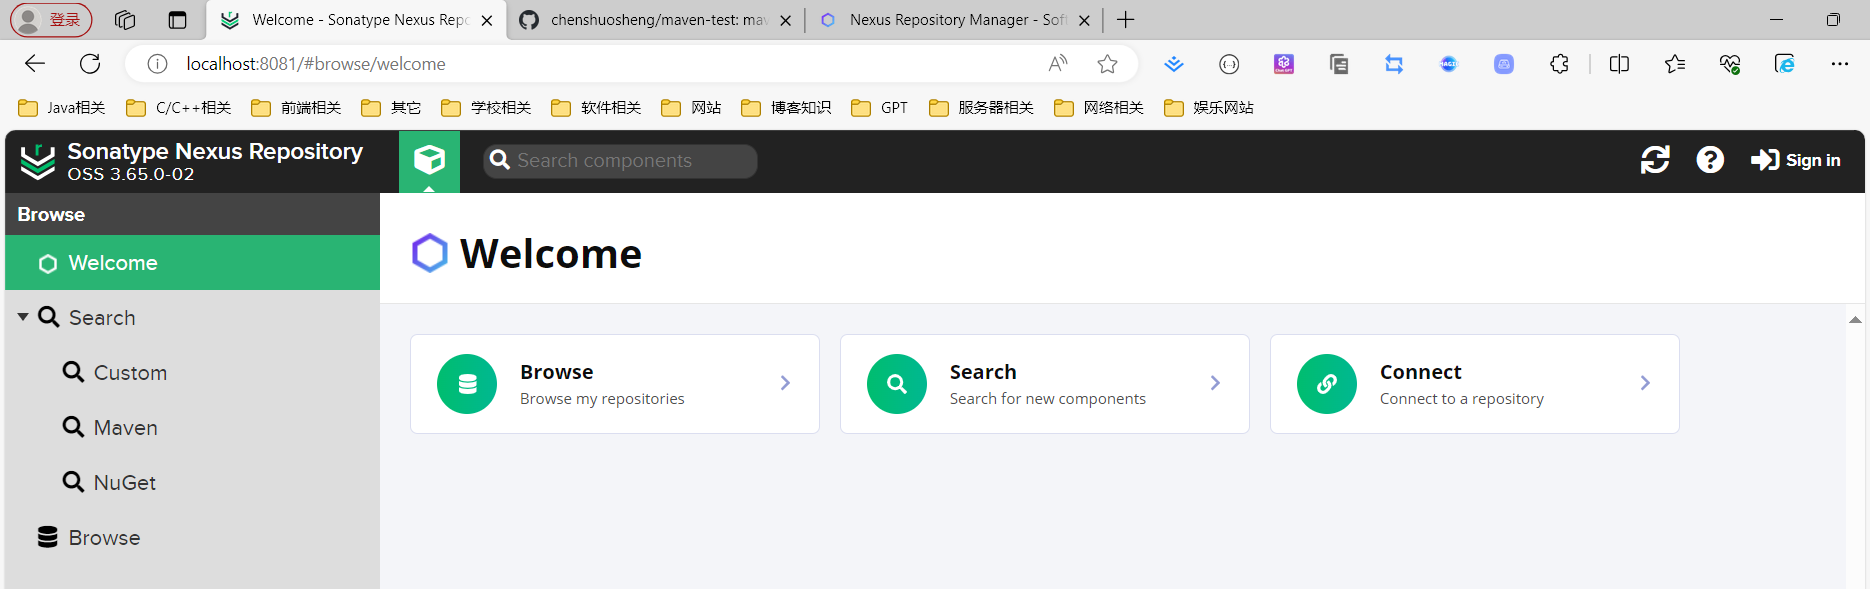 登录
Welcome - Sonatype Nexus Repo
chenshuosheng/maven-test: mav
Nexus Repository Manager - Soft
localhost:8081/#browse/welcome
Java相关
C/C++相关
前端相关
其它
学校相关
软件相关
网站
博客知识
GPT
服务器相关
网络相关
娱乐网站
Sonatype Nexus Repository
OSS 3.65.0-02
Search components
Sign in
Browse
Welcome
Search
Custom
Maven
NuGet
Browse
Welcome
Browse
Browse my repositories
Search
Search for new components
Connect
Connect to a repository